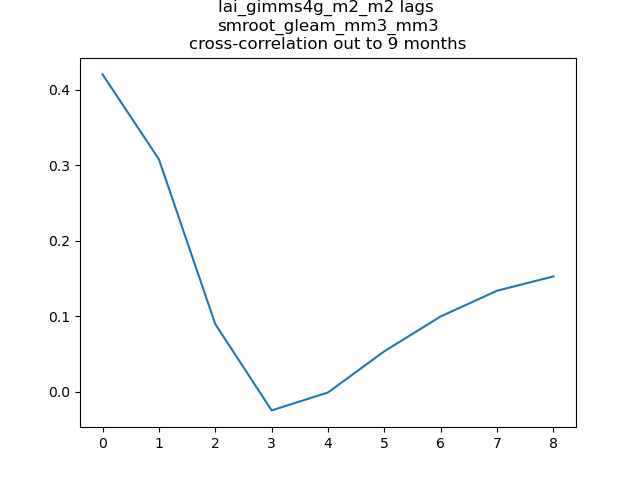 lai_gimms4g_m2_m2 lags
smroot_gleam_mm3_mm3
cross-correlation out to 9 months
0.4
0.3
0.2
0.1
0.0
0 1 2 3 4 5 6 7 8